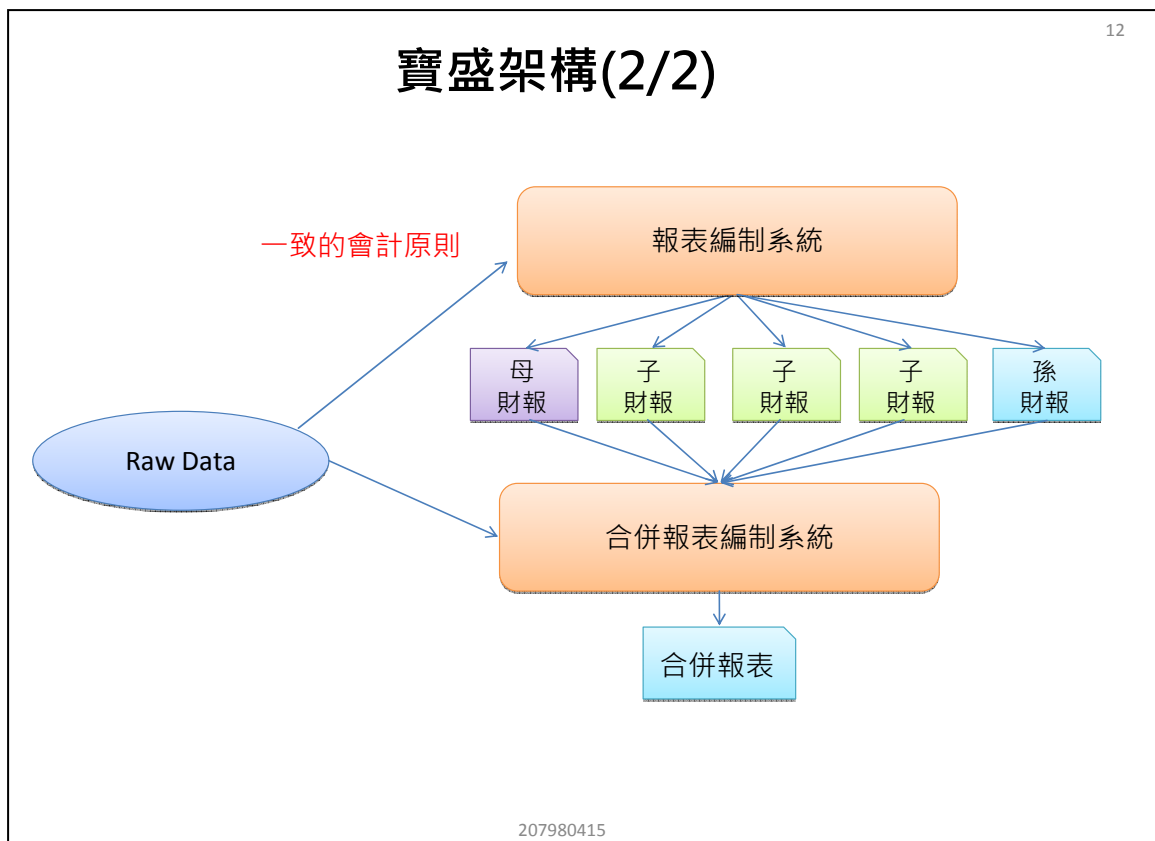 12
寶盛架構(2/2)
一致的會計原則
報表編制系統
母
財報
子
財報
子
財報
子
財報
孫
財報
Raw Data
合併報表編制系統
合併報表
207980415